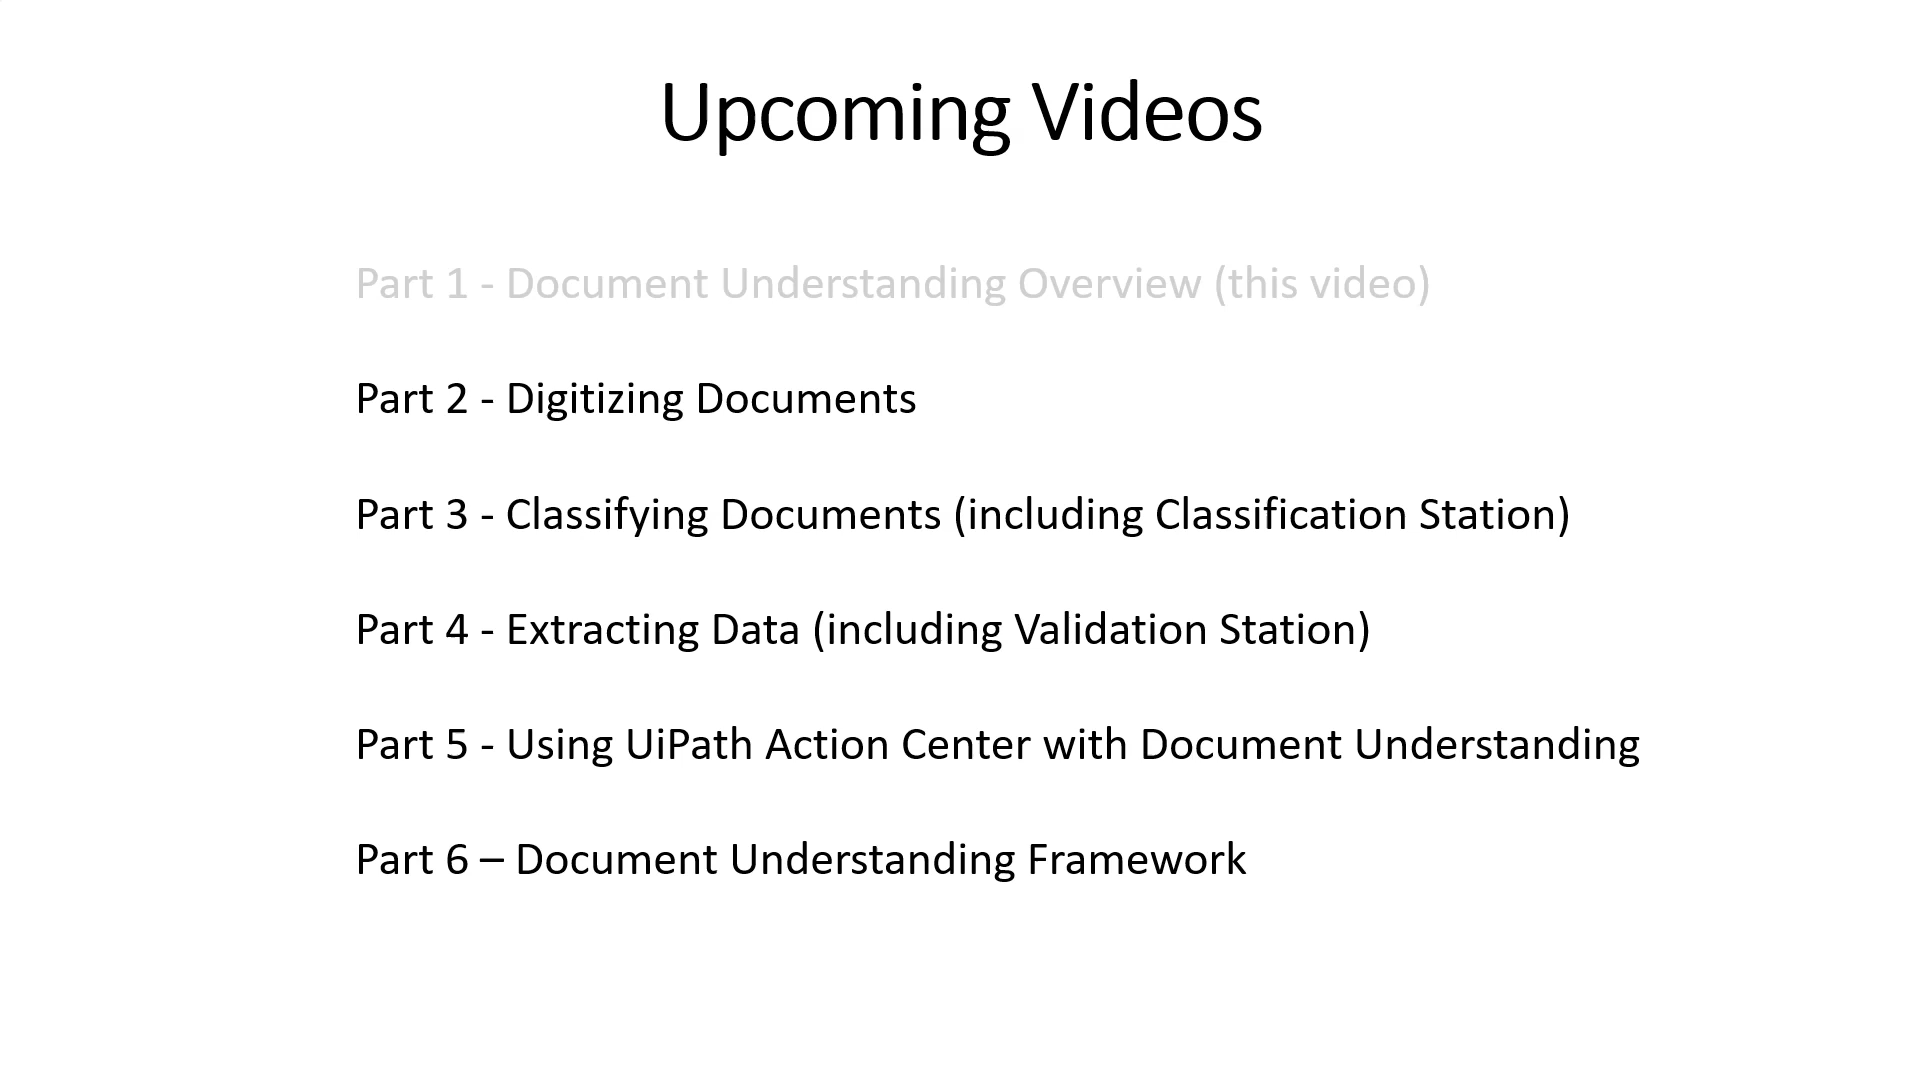 Upcoming Videos
Part 1 - Document Understanding Overview (this video)
Part 2 - Digitizing Documents
Part 3 - Classifying Documents (including Classification Station)
Part 4 - Extracting Data (including Validation Station)
Part 5 - Using UiPath Action Center with Document Understanding
Part 6 – Document Understanding Framework